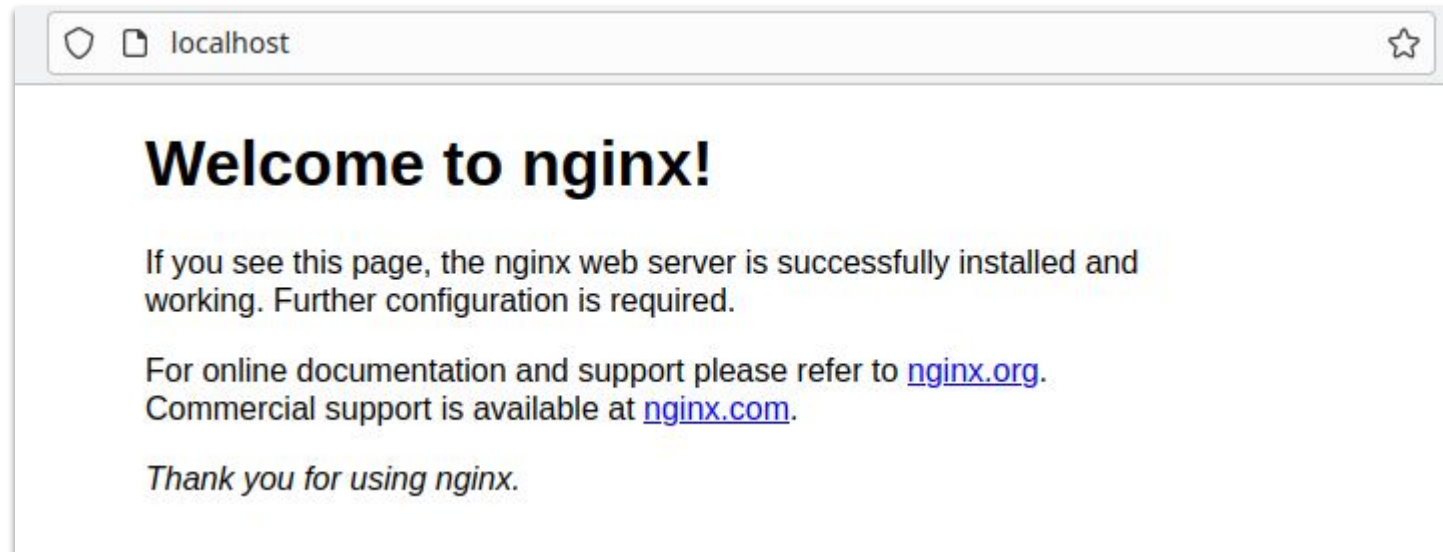 localhost
Welcome to nginx!
If you see this page, the nginx web server is successfully installed and
working. Further configuration is required.
For online documentation and support please refer to nginx.org.
Commercial support is available at nginx.com.
Thank you for using nginx.